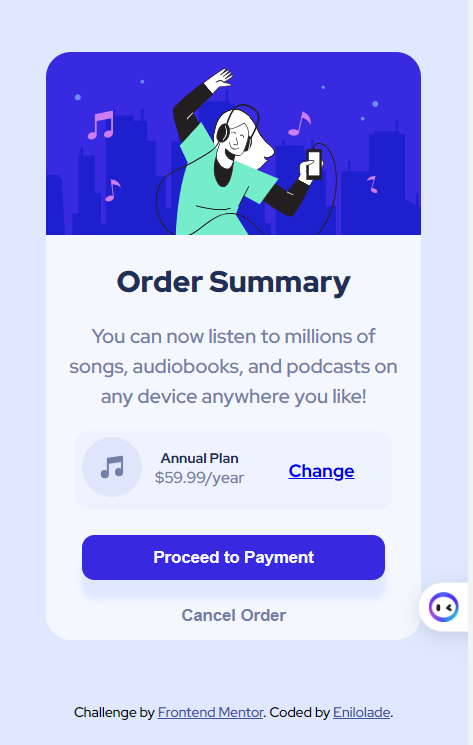 Order Summary
You can now listen to millions of
songs, audiobooks, and podcasts on
any device anywhere you like!
Annual Plan
$59.99/year
Change
Proceed to Payment
Cancel Order
Challenge by Frontend Mentor. Coded by Enilolade.